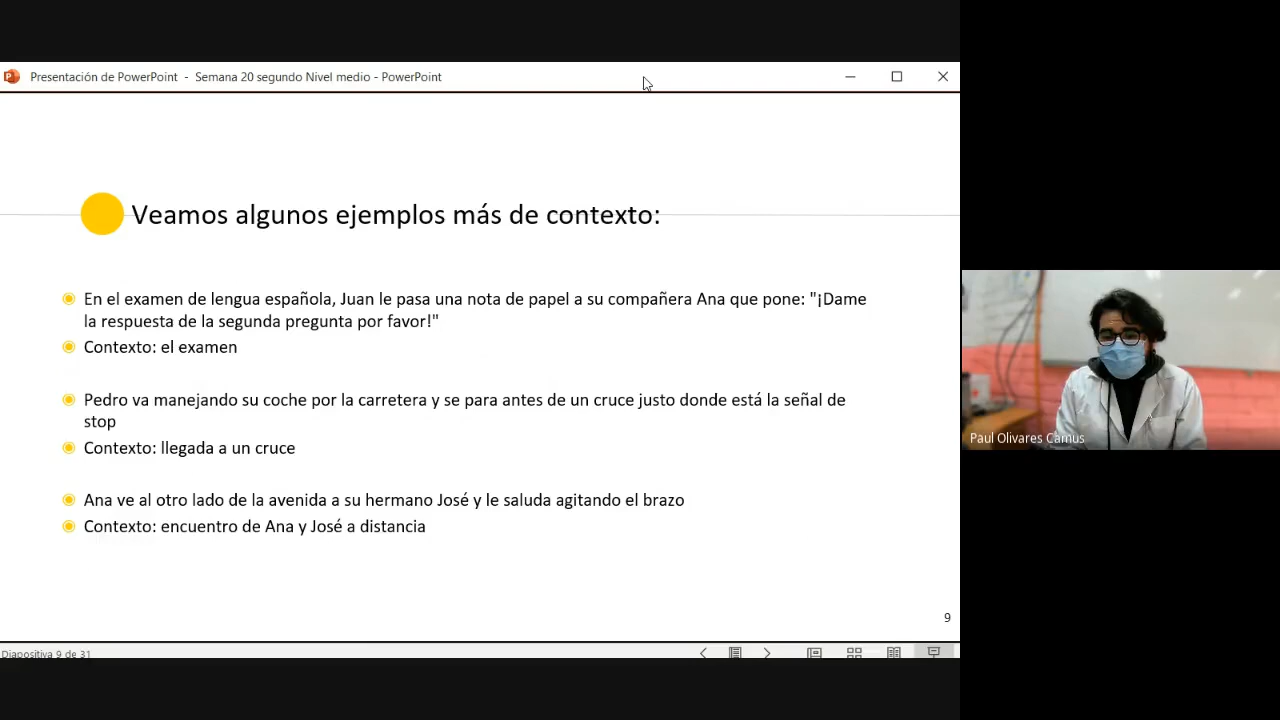 Presentación de PowerPoint - Semana 20 segundo Nivel medio - PowerPoint
Veamos algunos ejemplos más de contexto:
En el examen de lengua española, Juan le pasa una nota de papel a su compañera Ana que pone: "¡Dame
la respuesta de la segunda pregunta por favor!"
Contexto: el examen
Pedro va manejando su coche por la carretera y se para antes de un cruce justo donde está la señal de
stop
Contexto: llegada a un cruce
Ana ve al otro lado de la avenida a su hermano José y le saluda agitando el brazo
Contexto: encuentro de Ana y José a distancia
9
Diapositiva 9 de 31
Paul Olivares Camus